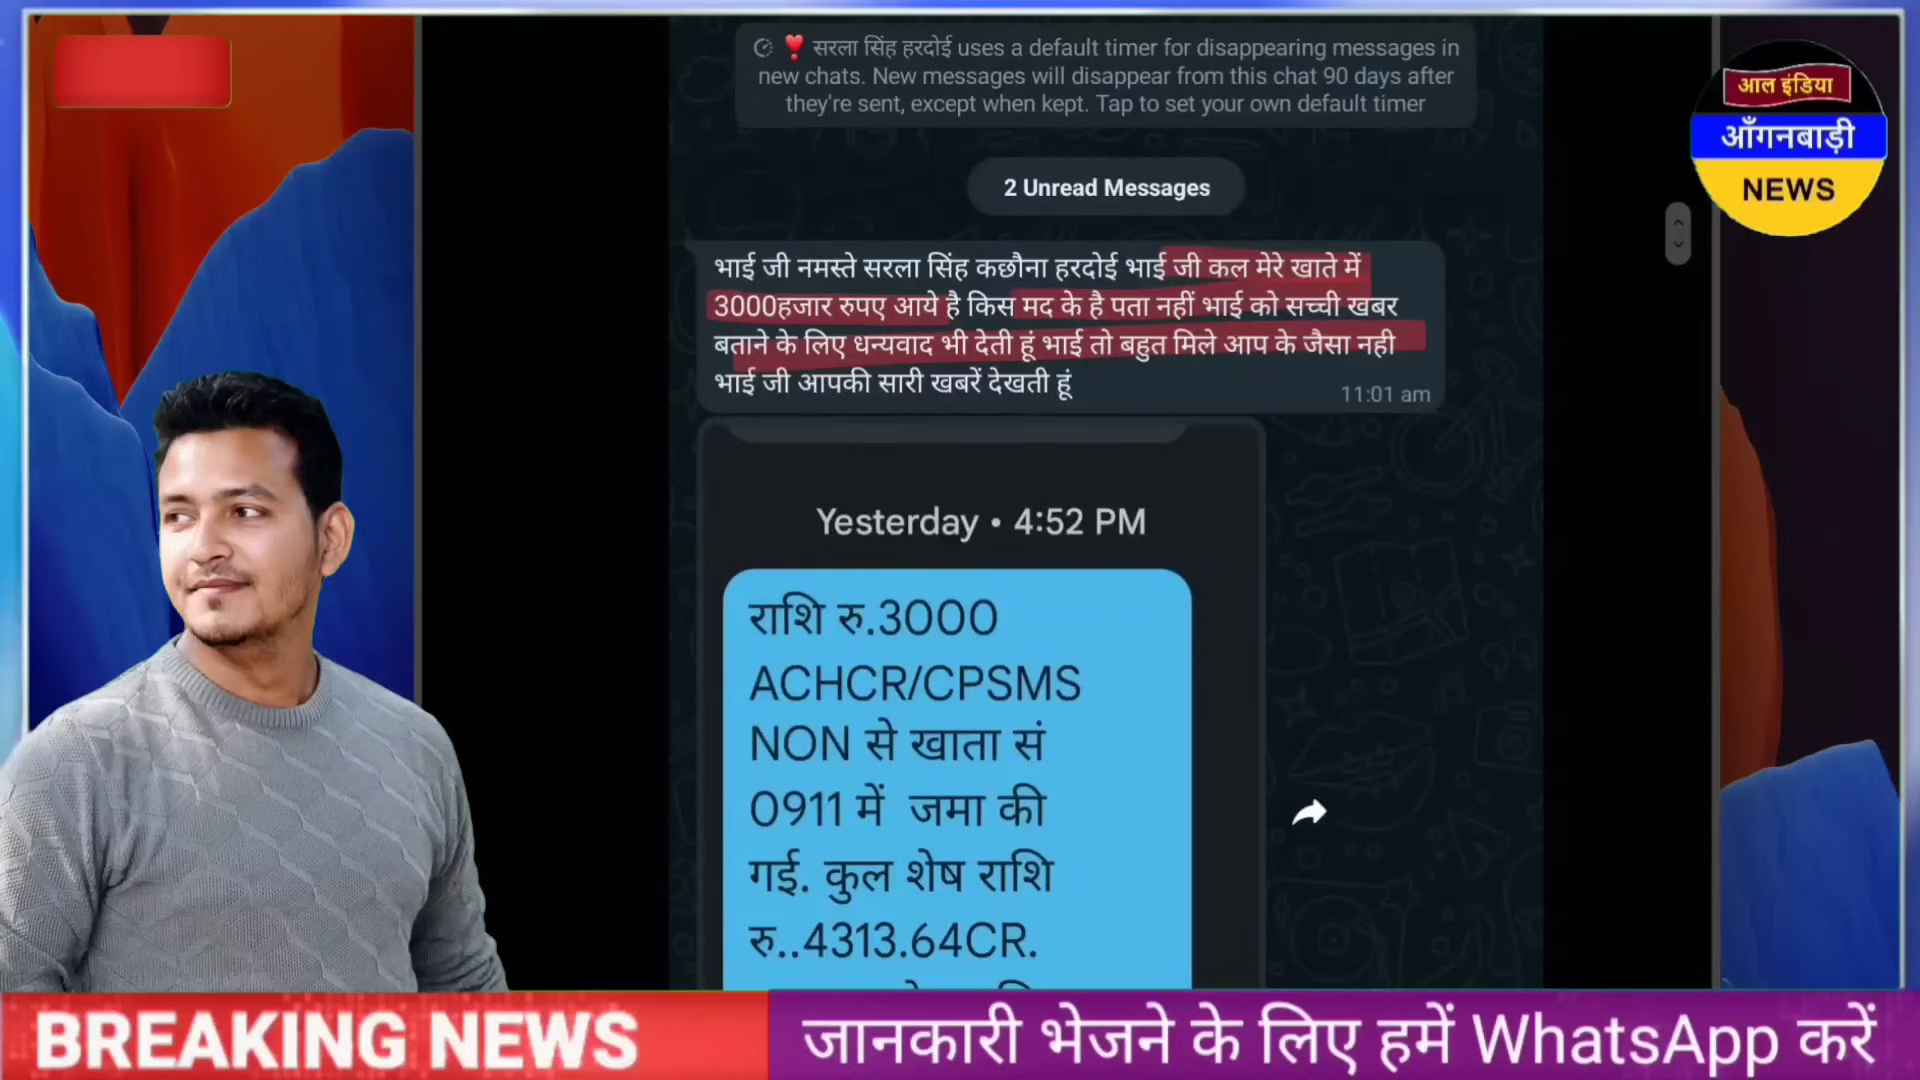 ❣️ सरला सिंह हरदोई uses a default timer for disappearing messages in
new chats. New messages will disappear from this chat 90 days after
they're sent, except when kept. Tap to set your own default timer
आल इंडिया
आँगनबाड़ी
NEWS
2 Unread Messages
भाई जी नमस्ते सरला सिंह कछौना हरदोई भाई जी कल मेरे खाते में
3000हजार रुपए आये है किस मद के है पता नहीं भाई को सच्ची खबर
बताने के लिए धन्यवाद भी देती हूं भाई तो बहुत मिले आप के जैसा नही
भाई जी आपकी सारी खबरें देखती हूं
11:01 am
Yesterday • 4:52 PM
राशि रु.3000
ACHCR/CPSMS
NON से खाता सं
0911 में जमा की
गई. कुल शेष राशि
रु..4313.64CR.
BREAKING NEWS
जानकारी भेजने के लिए हमें WhatsApp करें